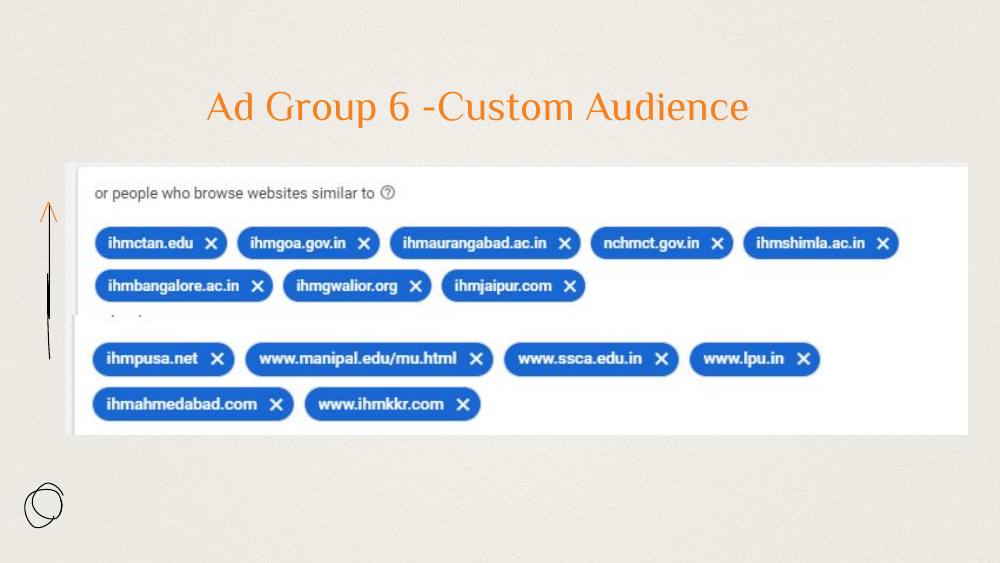 Ad Group 6 -Custom Audience
or people who browse websites similar to ?
ihmctan.edu × ihmgoa.gov.in × ihmaurangabad.ac.in × nchmct.gov.in × ihmshimla.ac.in ×
ihmbangalore.ac.in × ihmgwalior.org × ihmjaipur.com ×
ihmpusa.net × www.manipal.edu/mu.html × www.ssca.edu.in × www.lpu.in ×
ihmahmedabad.com × www.ihmkkr.com ×